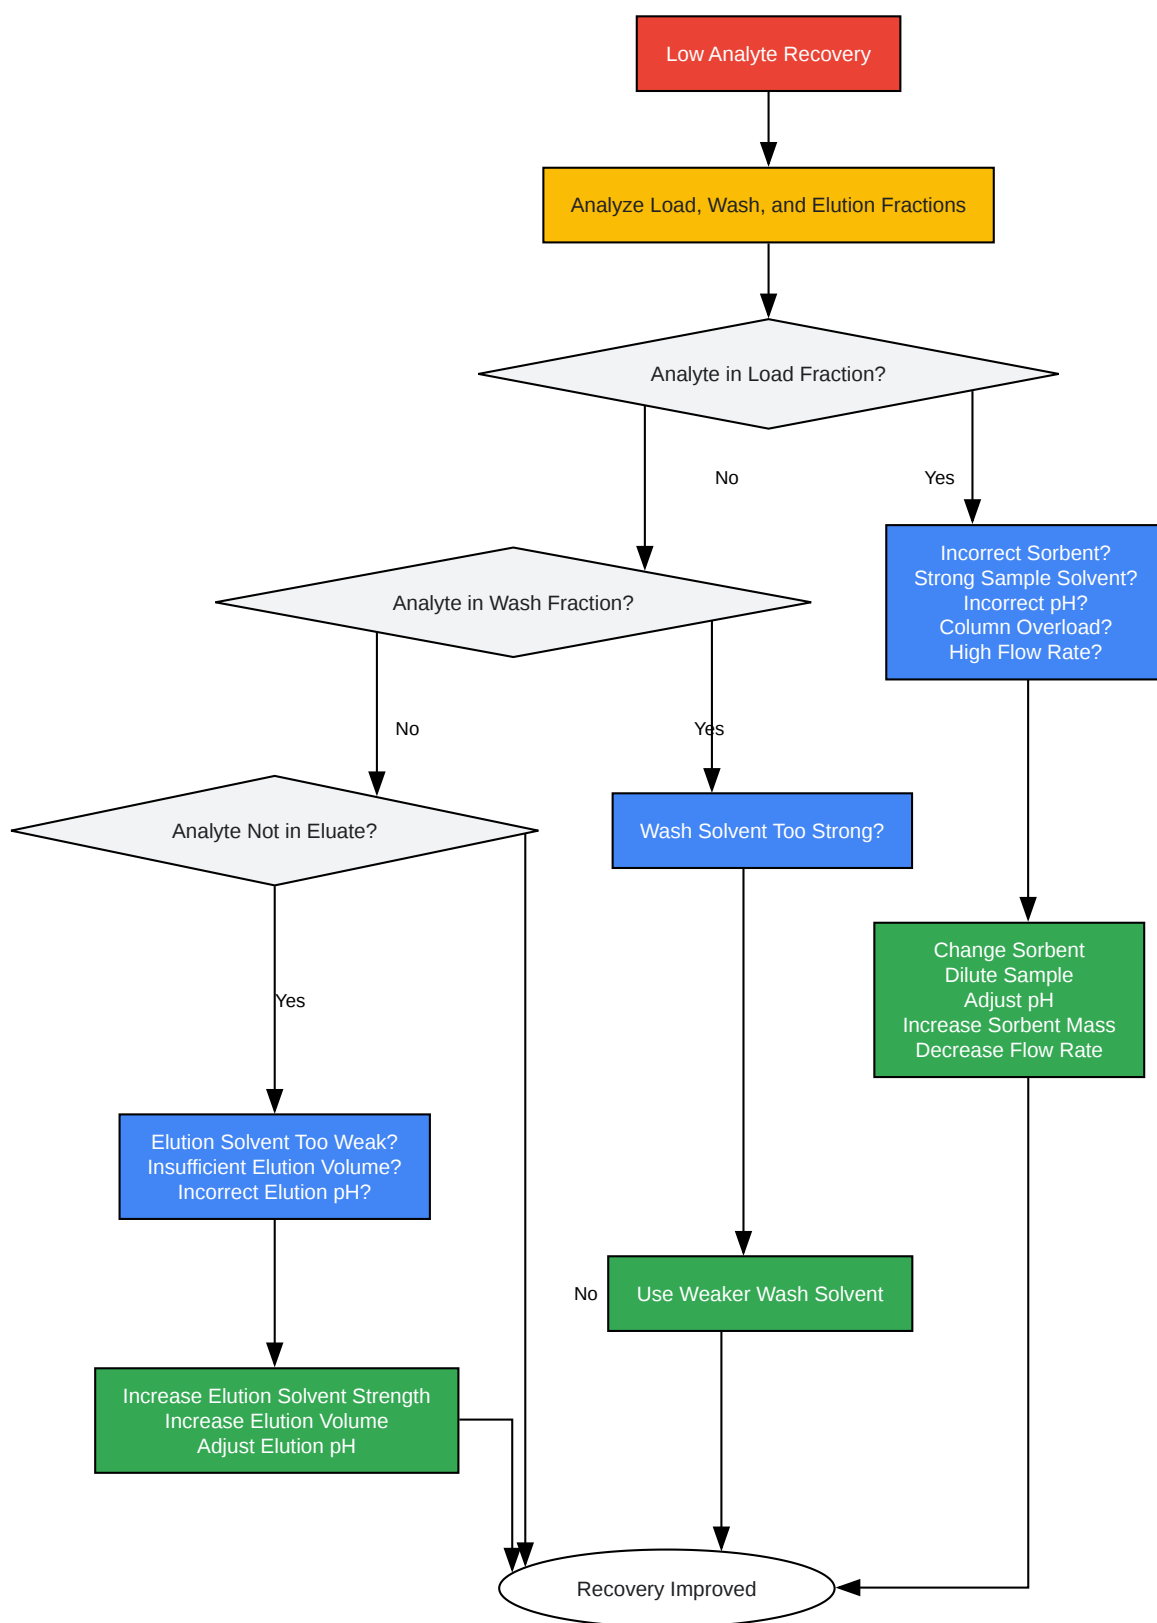 Low Analyte Recovery
Analyze Load, Wash, and Elution Fractions
Analyte in Load Fraction?
No
Yes
Incorrect Sorbent?
Strong Sample Solvent?
Incorrect pH?
Column Overload?
High Flow Rate?
Analyte in Wash Fraction?
No
Yes
Analyte Not in Eluate?
Wash Solvent Too Strong?
Change Sorbent
Dilute Sample
Adjust pH
Increase Sorbent Mass
Decrease Flow Rate
Yes
Elution Solvent Too Weak?
Insufficient Elution Volume?
Incorrect Elution pH?
No
Use Weaker Wash Solvent
Increase Elution Solvent Strength
Increase Elution Volume
Adjust Elution pH
Recovery Improved